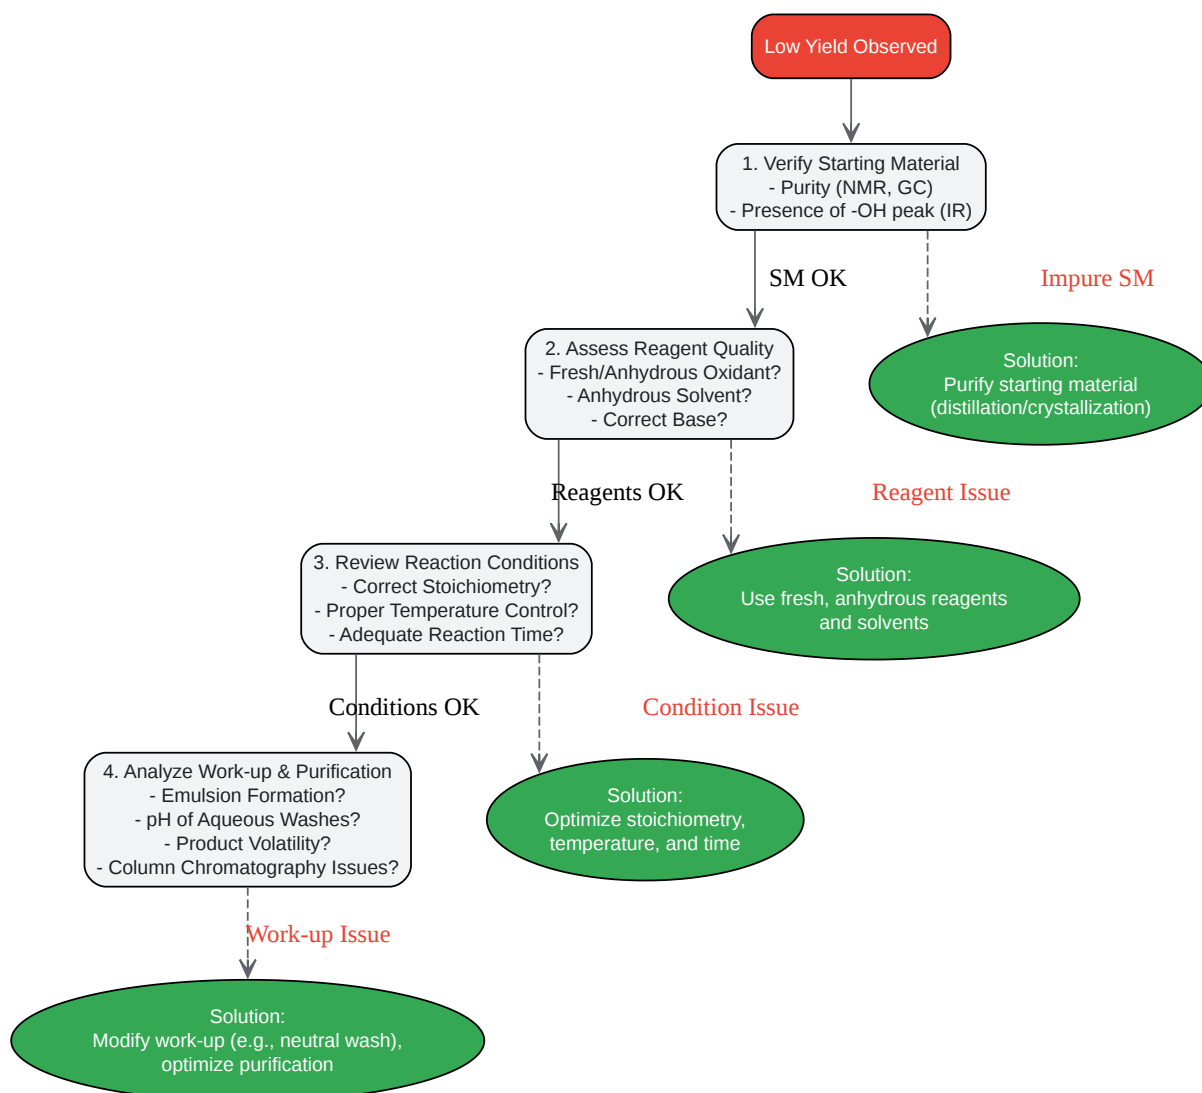 Low Yield Observed
1. Verify Starting Material
- Purity (NMR, GC)
- Presence of -OH peak (IR)
SM OK
Impure SM
2. Assess Reagent Quality
- Fresh/Anhydrous Oxidant?
- Anhydrous Solvent?
- Correct Base?
Solution:
Purify starting material
(distillation/crystallization)
Reagents OK
Reagent Issue
3. Review Reaction Conditions
- Correct Stoichiometry?
- Proper Temperature Control?
- Adequate Reaction Time?
Solution:
Use fresh, anhydrous reagents
and solvents
Conditions OK
Condition Issue
4. Analyze Work-up & Purification
- Emulsion Formation?
- pH of Aqueous Washes?
- Product Volatility?
- Column Chromatography Issues?
Solution:
Optimize stoichiometry,
temperature, and time
Work-up Issue
Solution:
Modify work-up (e.g., neutral wash),
optimize purification